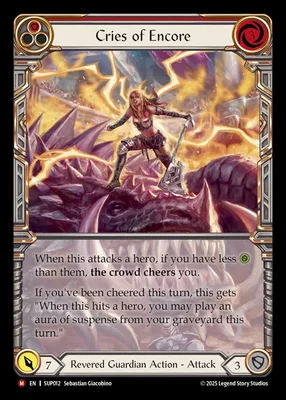 Cries of Encore
When this attacks a hero, if you have less
than them, the crowd cheers you.
If you've been cheered this turn, this gets
"When this hits a hero, you may play an
aura of suspense from your graveyard this
turn."
7
Revered Guardian Action - Attack
3
M
EN
SUP012
Sebastian Giacobino
© 2025 Legend Story Studios